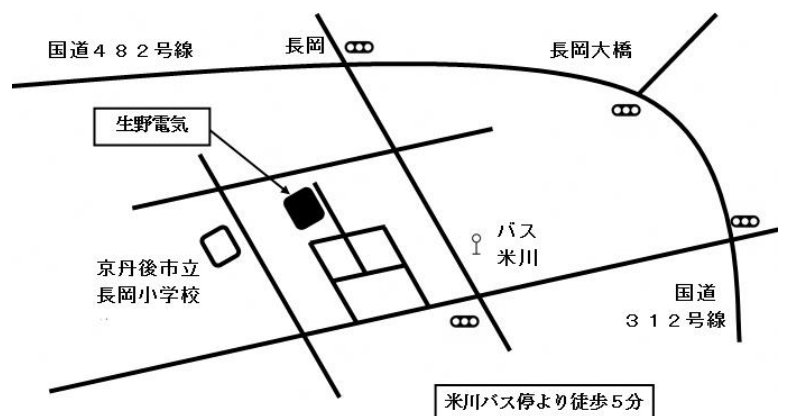 国道４８２号線
長岡
長岡大橋
生野電気
バス
米川
京丹後市立
長岡小学校
国道
３１２号線
米川バス停より徒歩５分